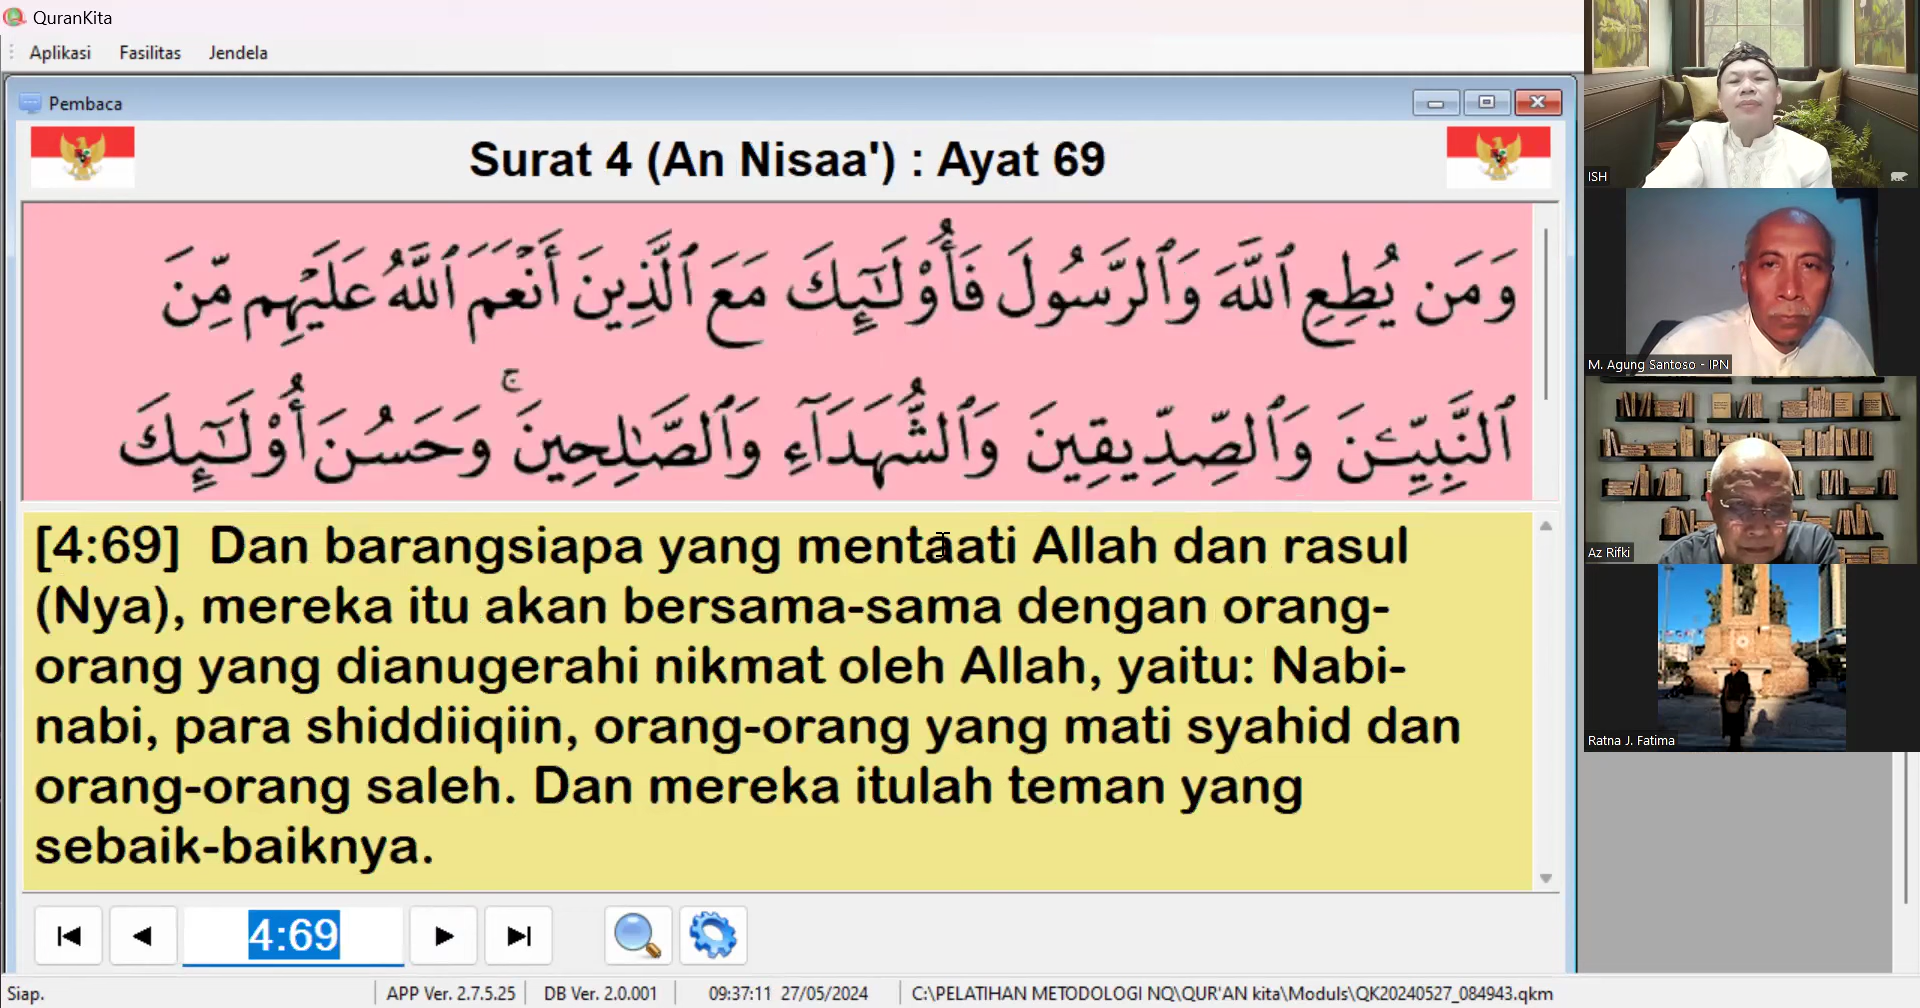 QuranKita
Aplikasi Fasilitas Jendela
Pembaca
Surat 4 (An Nisaa') : Ayat 69
وَمَن يُطِعِ ٱللَّهَ وَٱلرَّسُولَ فَأُو۟لَـٰٓئِكَ مَعَ ٱلَّذِينَ أَنْعَمَ ٱللَّهُ عَلَيْهِم مِّنَ
ٱلنَّبِيِّـۧنَ وَٱلصِّدِّيقِينَ وَٱلشُّهَدَآءِ وَٱلصَّـٰلِحِينَ ۚ وَحَسُنَ أُو۟لَـٰٓئِكَ
[4:69] Dan barangsiapa yang mentaati Allah dan rasul
(Nya), mereka itu akan bersama-sama dengan orang-
orang yang dianugerahi nikmat oleh Allah, yaitu: Nabi-
nabi, para shiddiiqiin, orang-orang yang mati syahid dan
orang-orang saleh. Dan mereka itulah teman yang
sebaik-baiknya.
4:69
Siap. APP Ver. 2.7.5.25 DB Ver. 2.0.001 09:37:11 27/05/2024 C:\PELATIHAN METODOLOGI NQ\QUR'AN kita\Moduls\QK20240527_084943.qkm
ISH
M. Agung Santoso - IPN
Az Rifki
Ratna J. Fatima